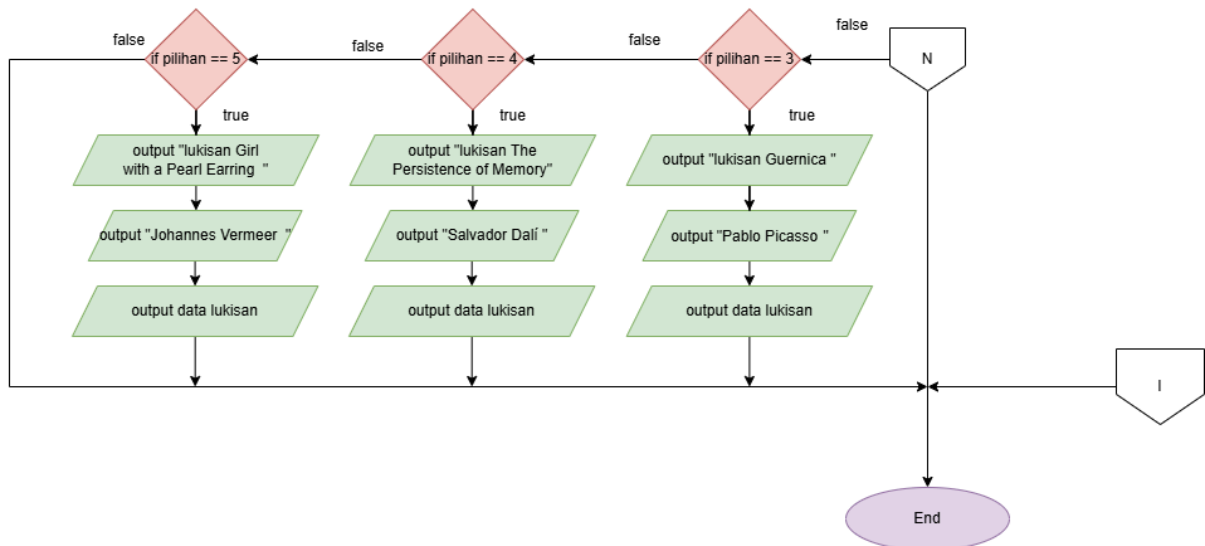 false
false
false
false
if pilihan == 5
if pilihan == 4
if pilihan == 3
N
true
true
true
output "lukisan Girl
with a Pearl Earring "
output "lukisan The
Persistence of Memory"
output "lukisan Guernica "
output "Johannes Vermeer "
output "Salvador Dalí "
output "Pablo Picasso "
output data lukisan
output data lukisan
output data lukisan
I
End